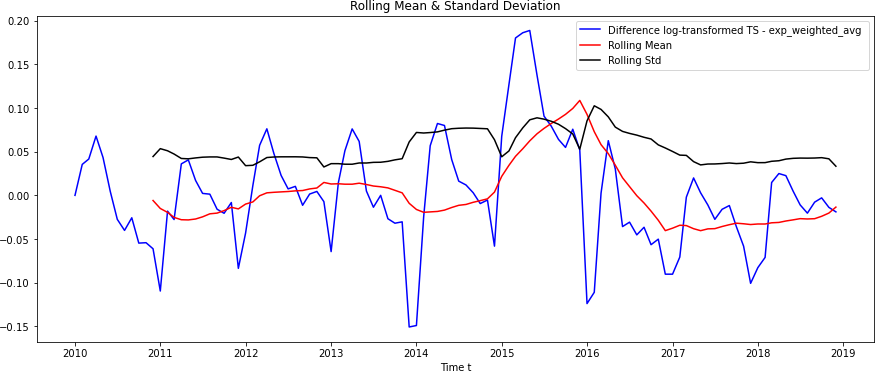 Rolling Mean & Standard Deviation
Difference log-transformed TS - exp_weighted_avg
Rolling Mean
Rolling Std
0.20
0.15
0.10
0.05
0.00
−0.05
−0.10
−0.15
2010 2011 2012 2013 2014 2015 2016 2017 2018 2019
Time t